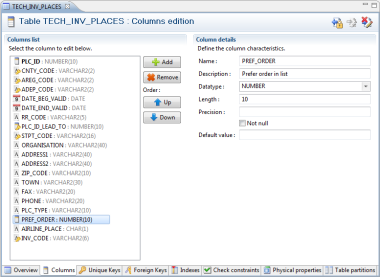 TECH_INV_PLACES
Table TECH_INV_PLACES : Columns edition
Columns list
Select the column to edit below.
PLC_ID : NUMBER(10)
CNTY_CODE : VARCHAR2(2)
AREG_CODE : VARCHAR2(2)
ADEP_CODE : VARCHAR2(2)
DATE_BEG_VALID : DATE
DATE_END_VALID : DATE
RR_CODE : VARCHAR2(5)
PLC_ID_LEAD_TO : NUMBER(10)
STPT_CODE : VARCHAR2(16)
ORGANISATION : VARCHAR2(40)
ADDRESS1 : VARCHAR2(40)
ADDRESS2 : VARCHAR2(40)
ZIP_CODE : VARCHAR2(10)
TOWN : VARCHAR2(30)
FAX : VARCHAR2(20)
PHONE : VARCHAR2(20)
PLC_TYPE : VARCHAR2(10)
PREF_ORDER : NUMBER(10)
AIRLINE_PLACE : CHAR(1)
INV_CODE : VARCHAR2(6)
Add
Remove
Order :
Up
Down
Columns details
Define the column characteristics.
Name : PREF_ORDER
Description : Prefer order in list
Datatype : NUMBER
Length : 10
Precision :
Not null
Default value :
Overview
Columns
Unique Keys
Foreign Keys
Indexes
Check constraints
Physical properties
Table partitions